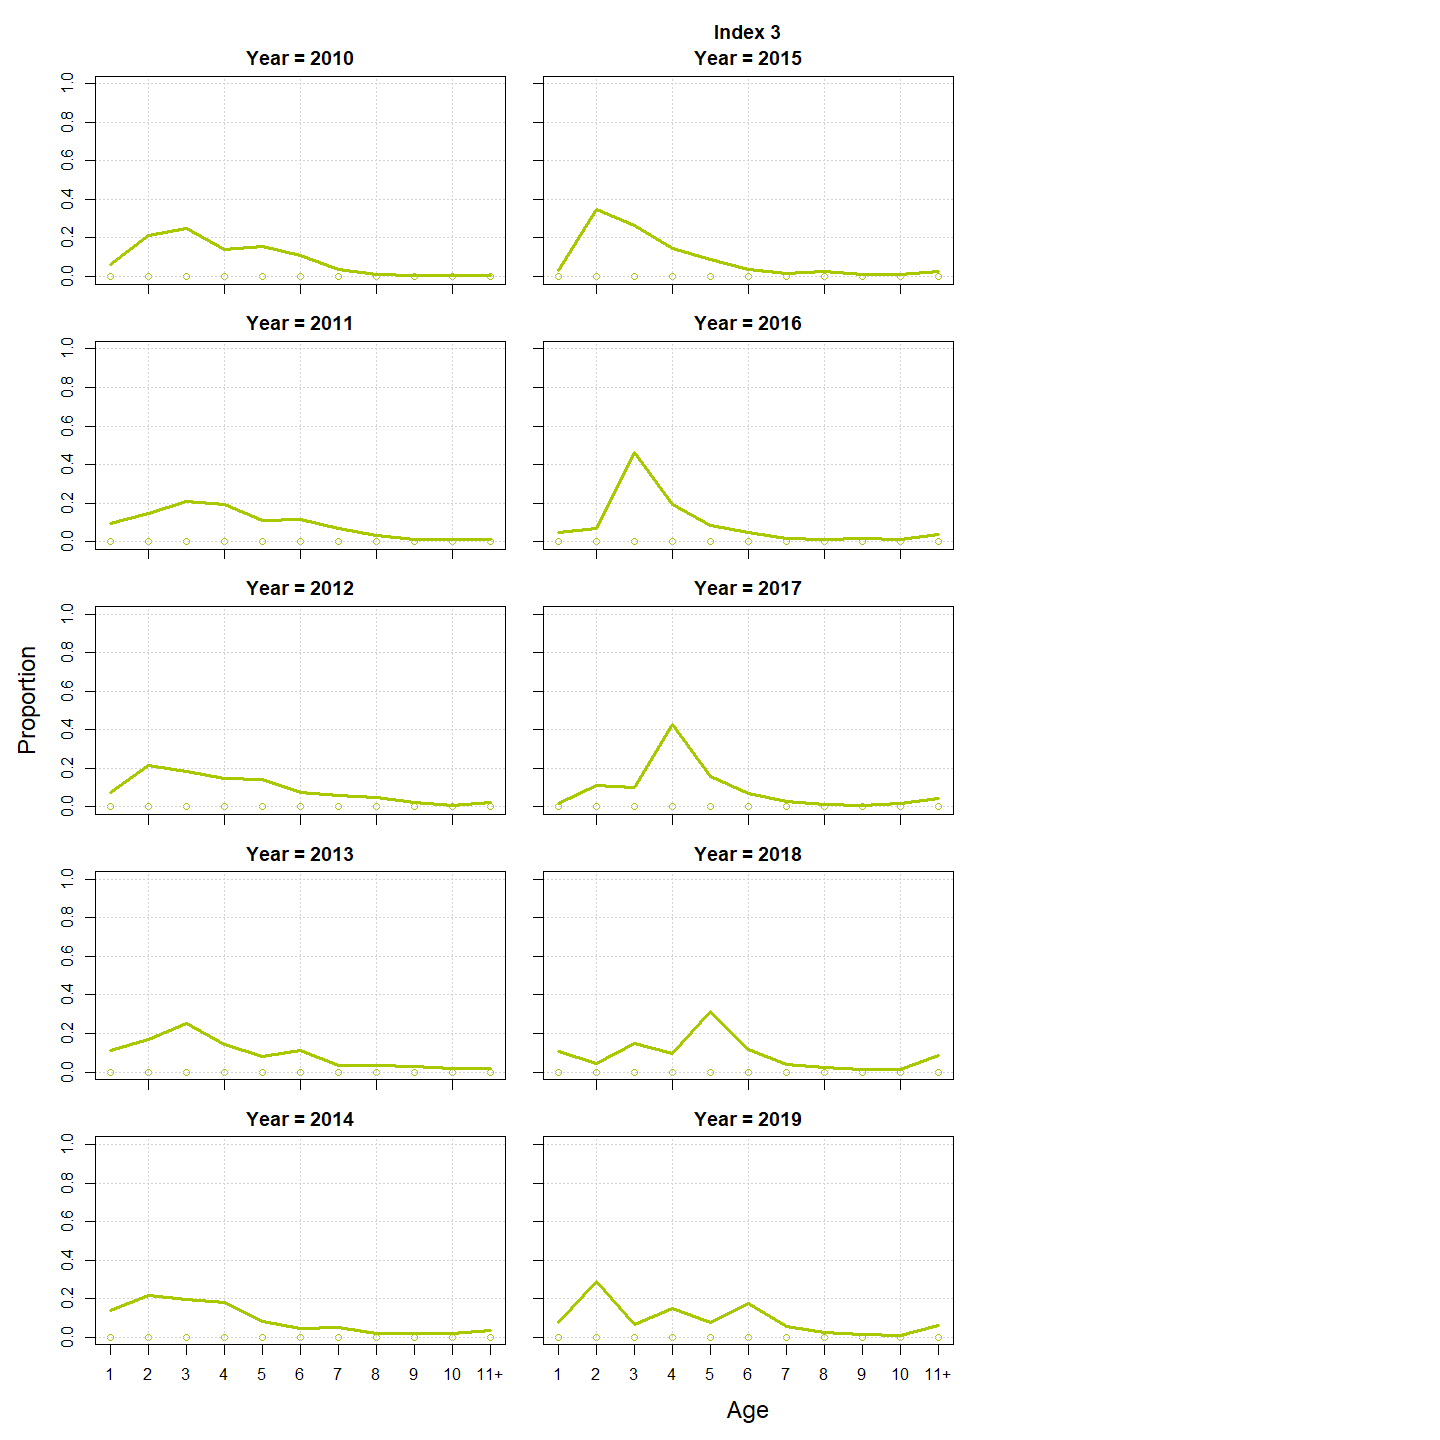 Index 3
Year = 2010
Year = 2015
0.0 0.2 0.4 0.6 0.8 1.0
Year = 2011
Year = 2016
0.0 0.2 0.4 0.6 0.8 1.0
Year = 2012
Year = 2017
0.0 0.2 0.4 0.6 0.8 1.0
Proportion
Year = 2013
Year = 2018
0.0 0.2 0.4 0.6 0.8 1.0
Year = 2014
Year = 2019
0.0 0.2 0.4 0.6 0.8 1.0
1 2 3 4 5 6 7 8 9 10 11+
1 2 3 4 5 6 7 8 9 10 11+
Age